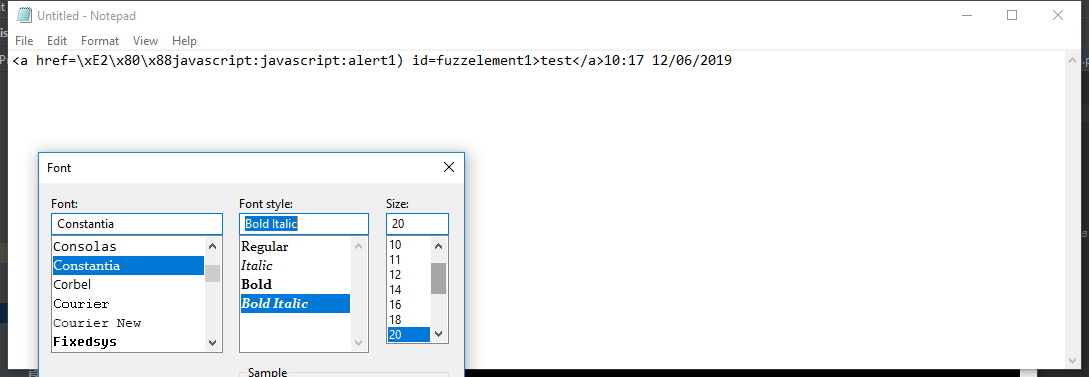 Untitled - Notepad
File Edit Format View Help
<a href=\xE2\x80\x88javascript:javascript:alert1) id=fuzzelement1>test</a>10:17 12/06/2019
Font
Font: Font style: Size:
Constantia Bold Italic 20
Consolas Regular 10
Constantia Italic 11
Corbel Bold 12
Courier Bold Italic 14
Courier New 16
Fixedsys 18
20
Sample